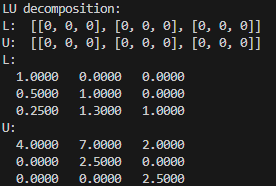 LU decomposition:
L:  [[0, 0, 0], [0, 0, 0], [0, 0, 0]]
U:  [[0, 0, 0], [0, 0, 0], [0, 0, 0]]
L:
1.0000   0.0000   0.0000
0.5000   1.0000   0.0000
0.2500   1.3000   1.0000
U:
4.0000   7.0000   2.0000
0.0000   2.5000   0.0000
0.0000   0.0000   2.5000